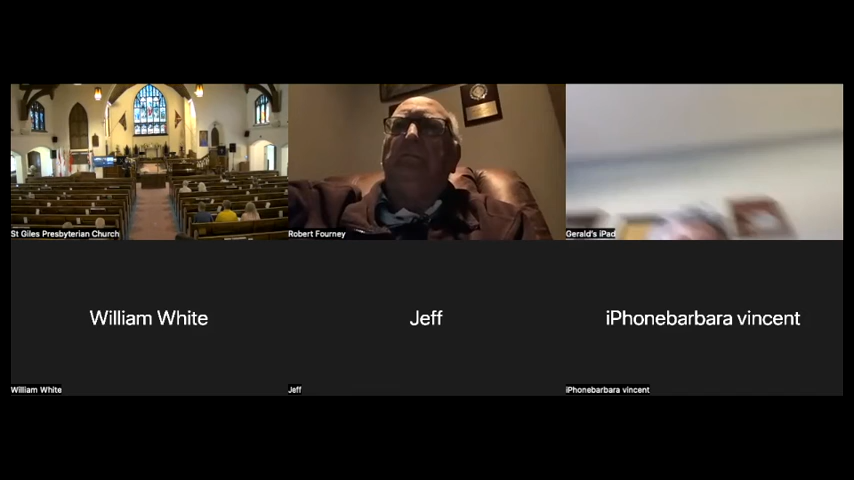 St Giles Presbyterian Church
Robert Fourney
Gerald's iPad
William White
Jeff
iPhonebarbara vincent
William White
Jeff
iPhonebarbara vincent